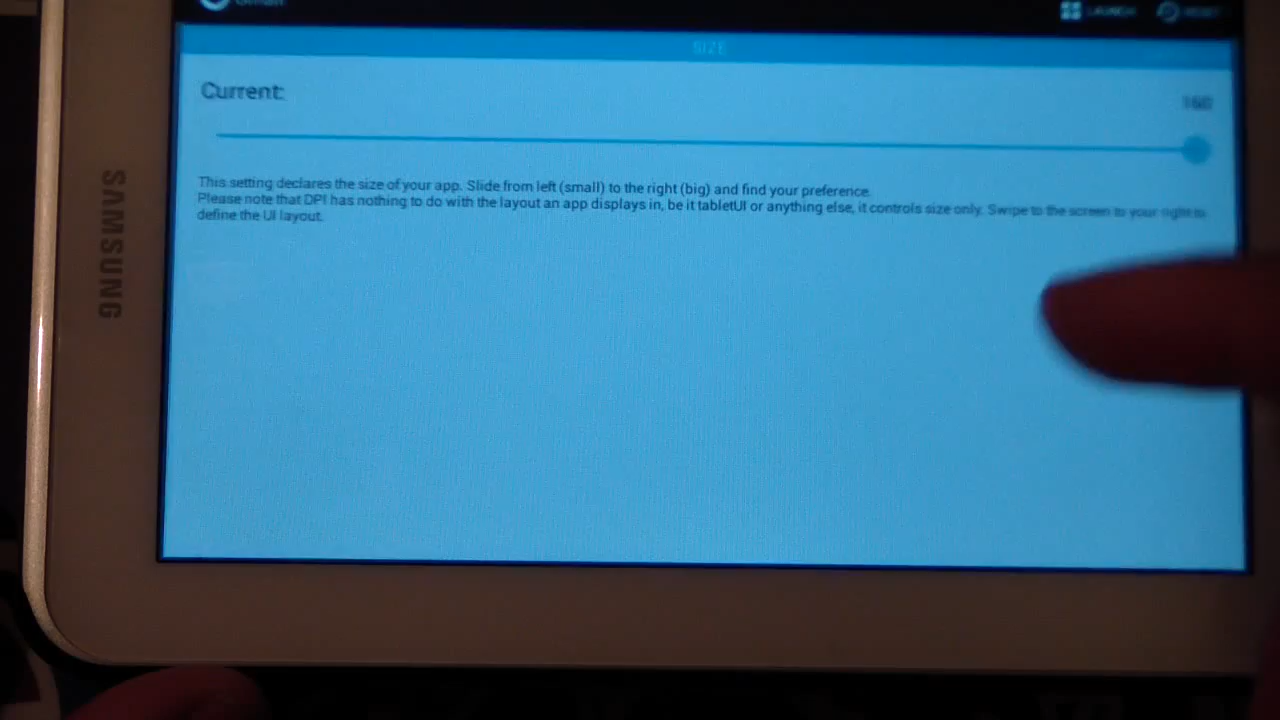 LAUNCH
SIZE
Current:
160
This setting declares the size of your app. Slide from left (small) to the right (big) and find your preference.
Please note that DPI has nothing to do with the layout an app displays in, be it tabletUI or anything else, it controls size only. Swipe to the screen to your right to
define the UI layout.
SAMSUNG